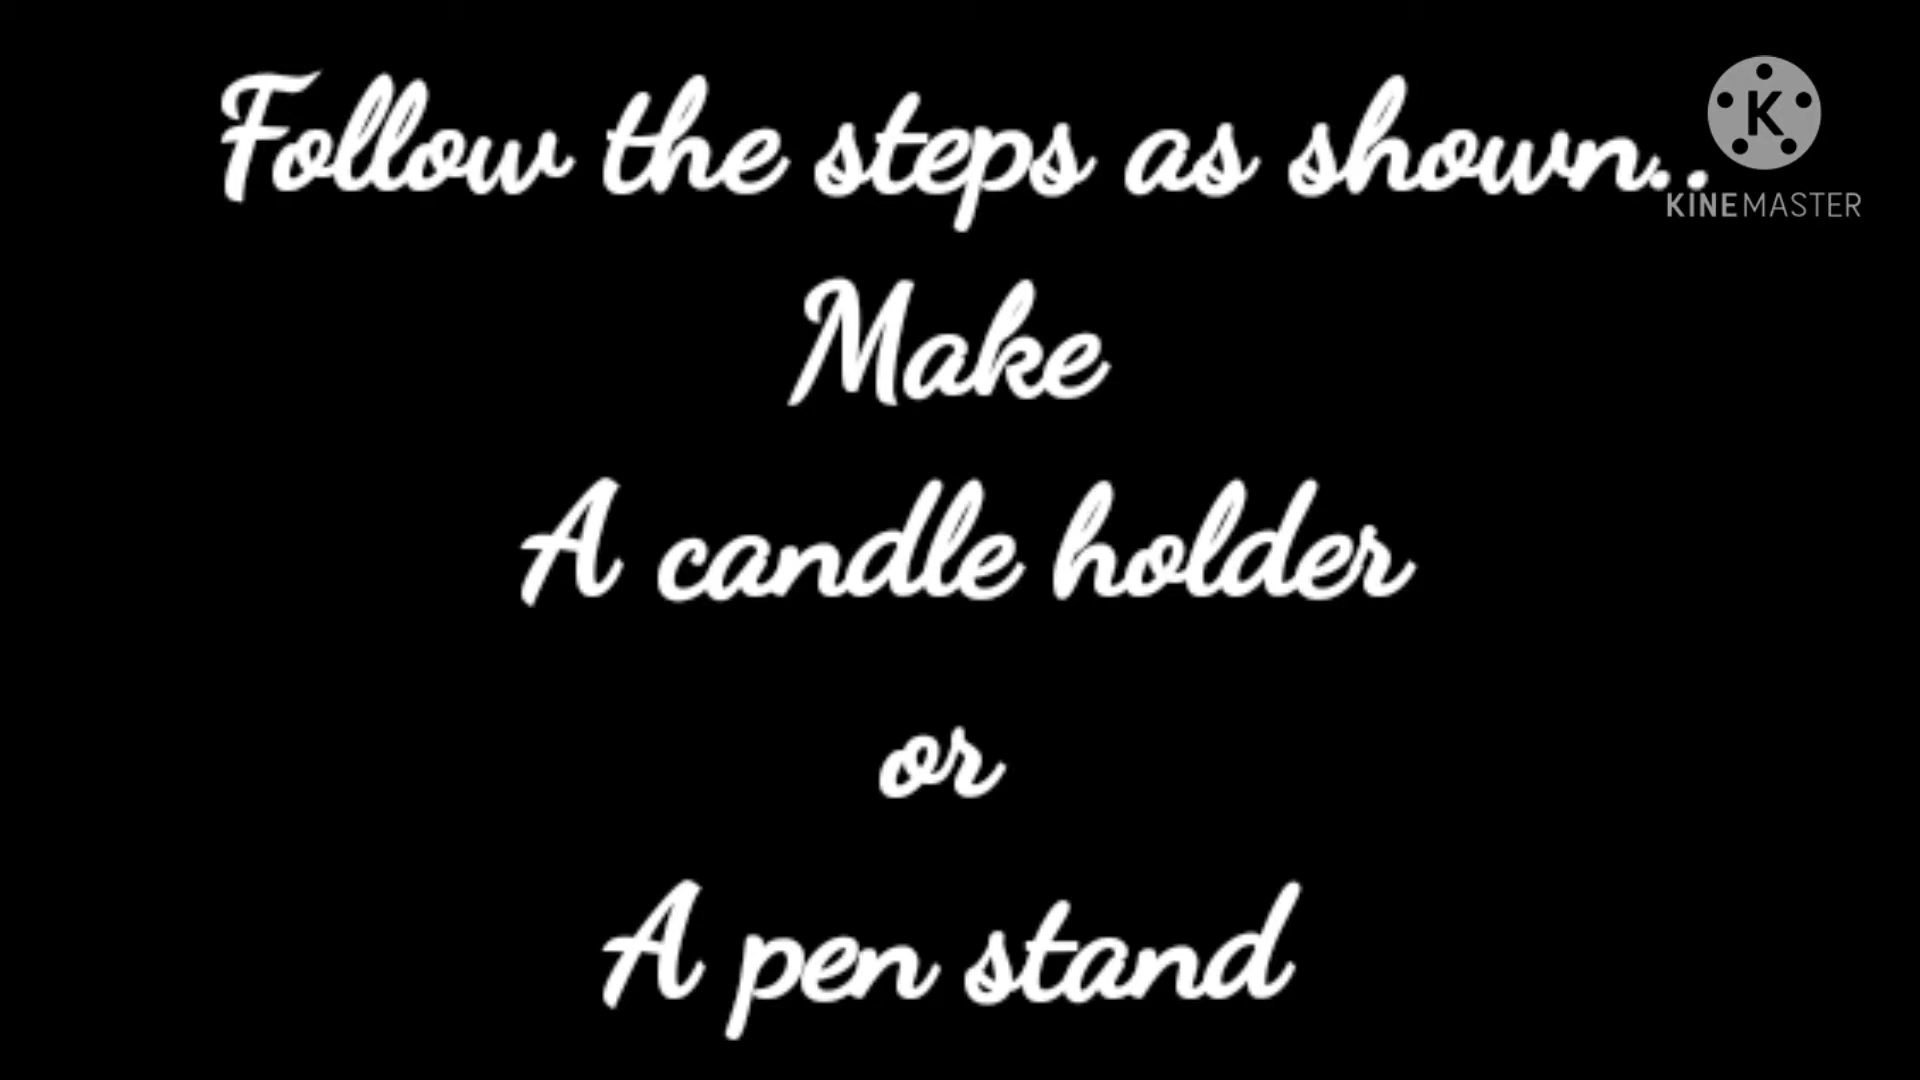 Follow the steps as shown..
K
KINEMASTER
Make
A candle holder
or
A pen stand